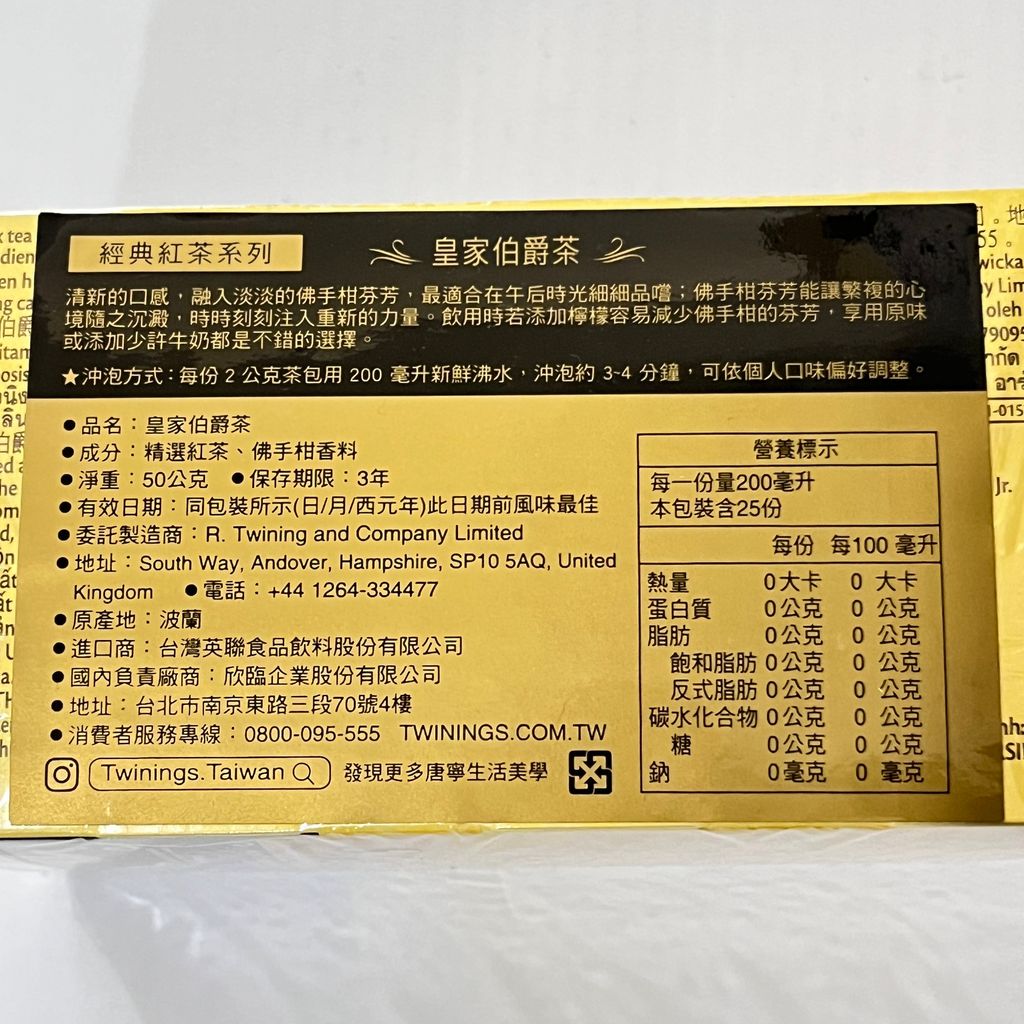 經典紅茶系列
皇家伯爵茶
清新的口感，融入淡淡的佛手柑芬芳，最適合在午后時光細細品嚐；佛手柑芬芳能讓繁複的心
境隨之沉澱，時時刻刻注入重新的力量。飲用時若添加檸檬容易減少佛手柑的芬芳，享用原味
或添加少許牛奶都是不錯的選擇。
★沖泡方式：每份 2 公克茶包用 200 毫升新鮮沸水，沖泡約 3-4 分鐘，可依個人口味偏好調整。
●品名：皇家伯爵茶
●成分：精選紅茶、佛手柑香料
●淨重：50公克 ●保存期限：3年
●有效日期：同包裝所示(日/月/西元年)此日期前風味最佳
●委託製造商：R. Twining and Company Limited
●地址：South Way, Andover, Hampshire, SP10 5AQ, United
Kingdom ●電話：+44 1264-334477
●原產地：波蘭
●進口商：台灣英聯食品飲料股份有限公司
●國內負責廠商：欣臨企業股份有限公司
●地址：台北市南京東路三段70號4樓
●消費者服務專線：0800-095-555 TWININGS.COM.TW
Twinings.Taiwan 發現更多唐寧生活美學
營養標示
每一份量200毫升
本包裝含25份
每份 每100 毫升
熱量 0大卡 0 大卡
蛋白質 0公克 0 公克
脂肪 0公克 0 公克
飽和脂肪 0公克 0 公克
反式脂肪 0公克 0 公克
碳水化合物 0公克 0 公克
糖 0公克 0 公克
鈉 0毫克 0 毫克
tea
伯爵
oleh
Jr.